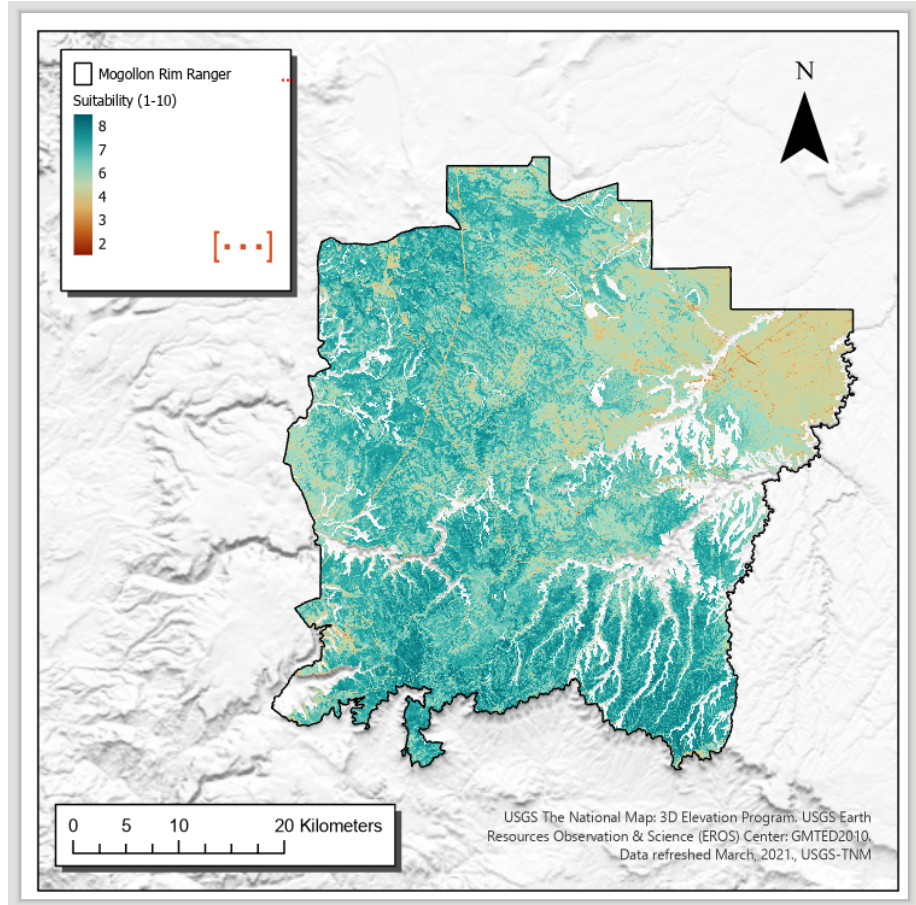 Mogollon Rim Ranger ...
Suitability (1-10)
8
7
6
4
3
2
[...]
N
0 5 10 20 Kilometers
USGS The National Map: 3D Elevation Program. USGS Earth
Resources Observation & Science (EROS) Center: GMTED2010.
Data refreshed March, 2021., USGS-TNM